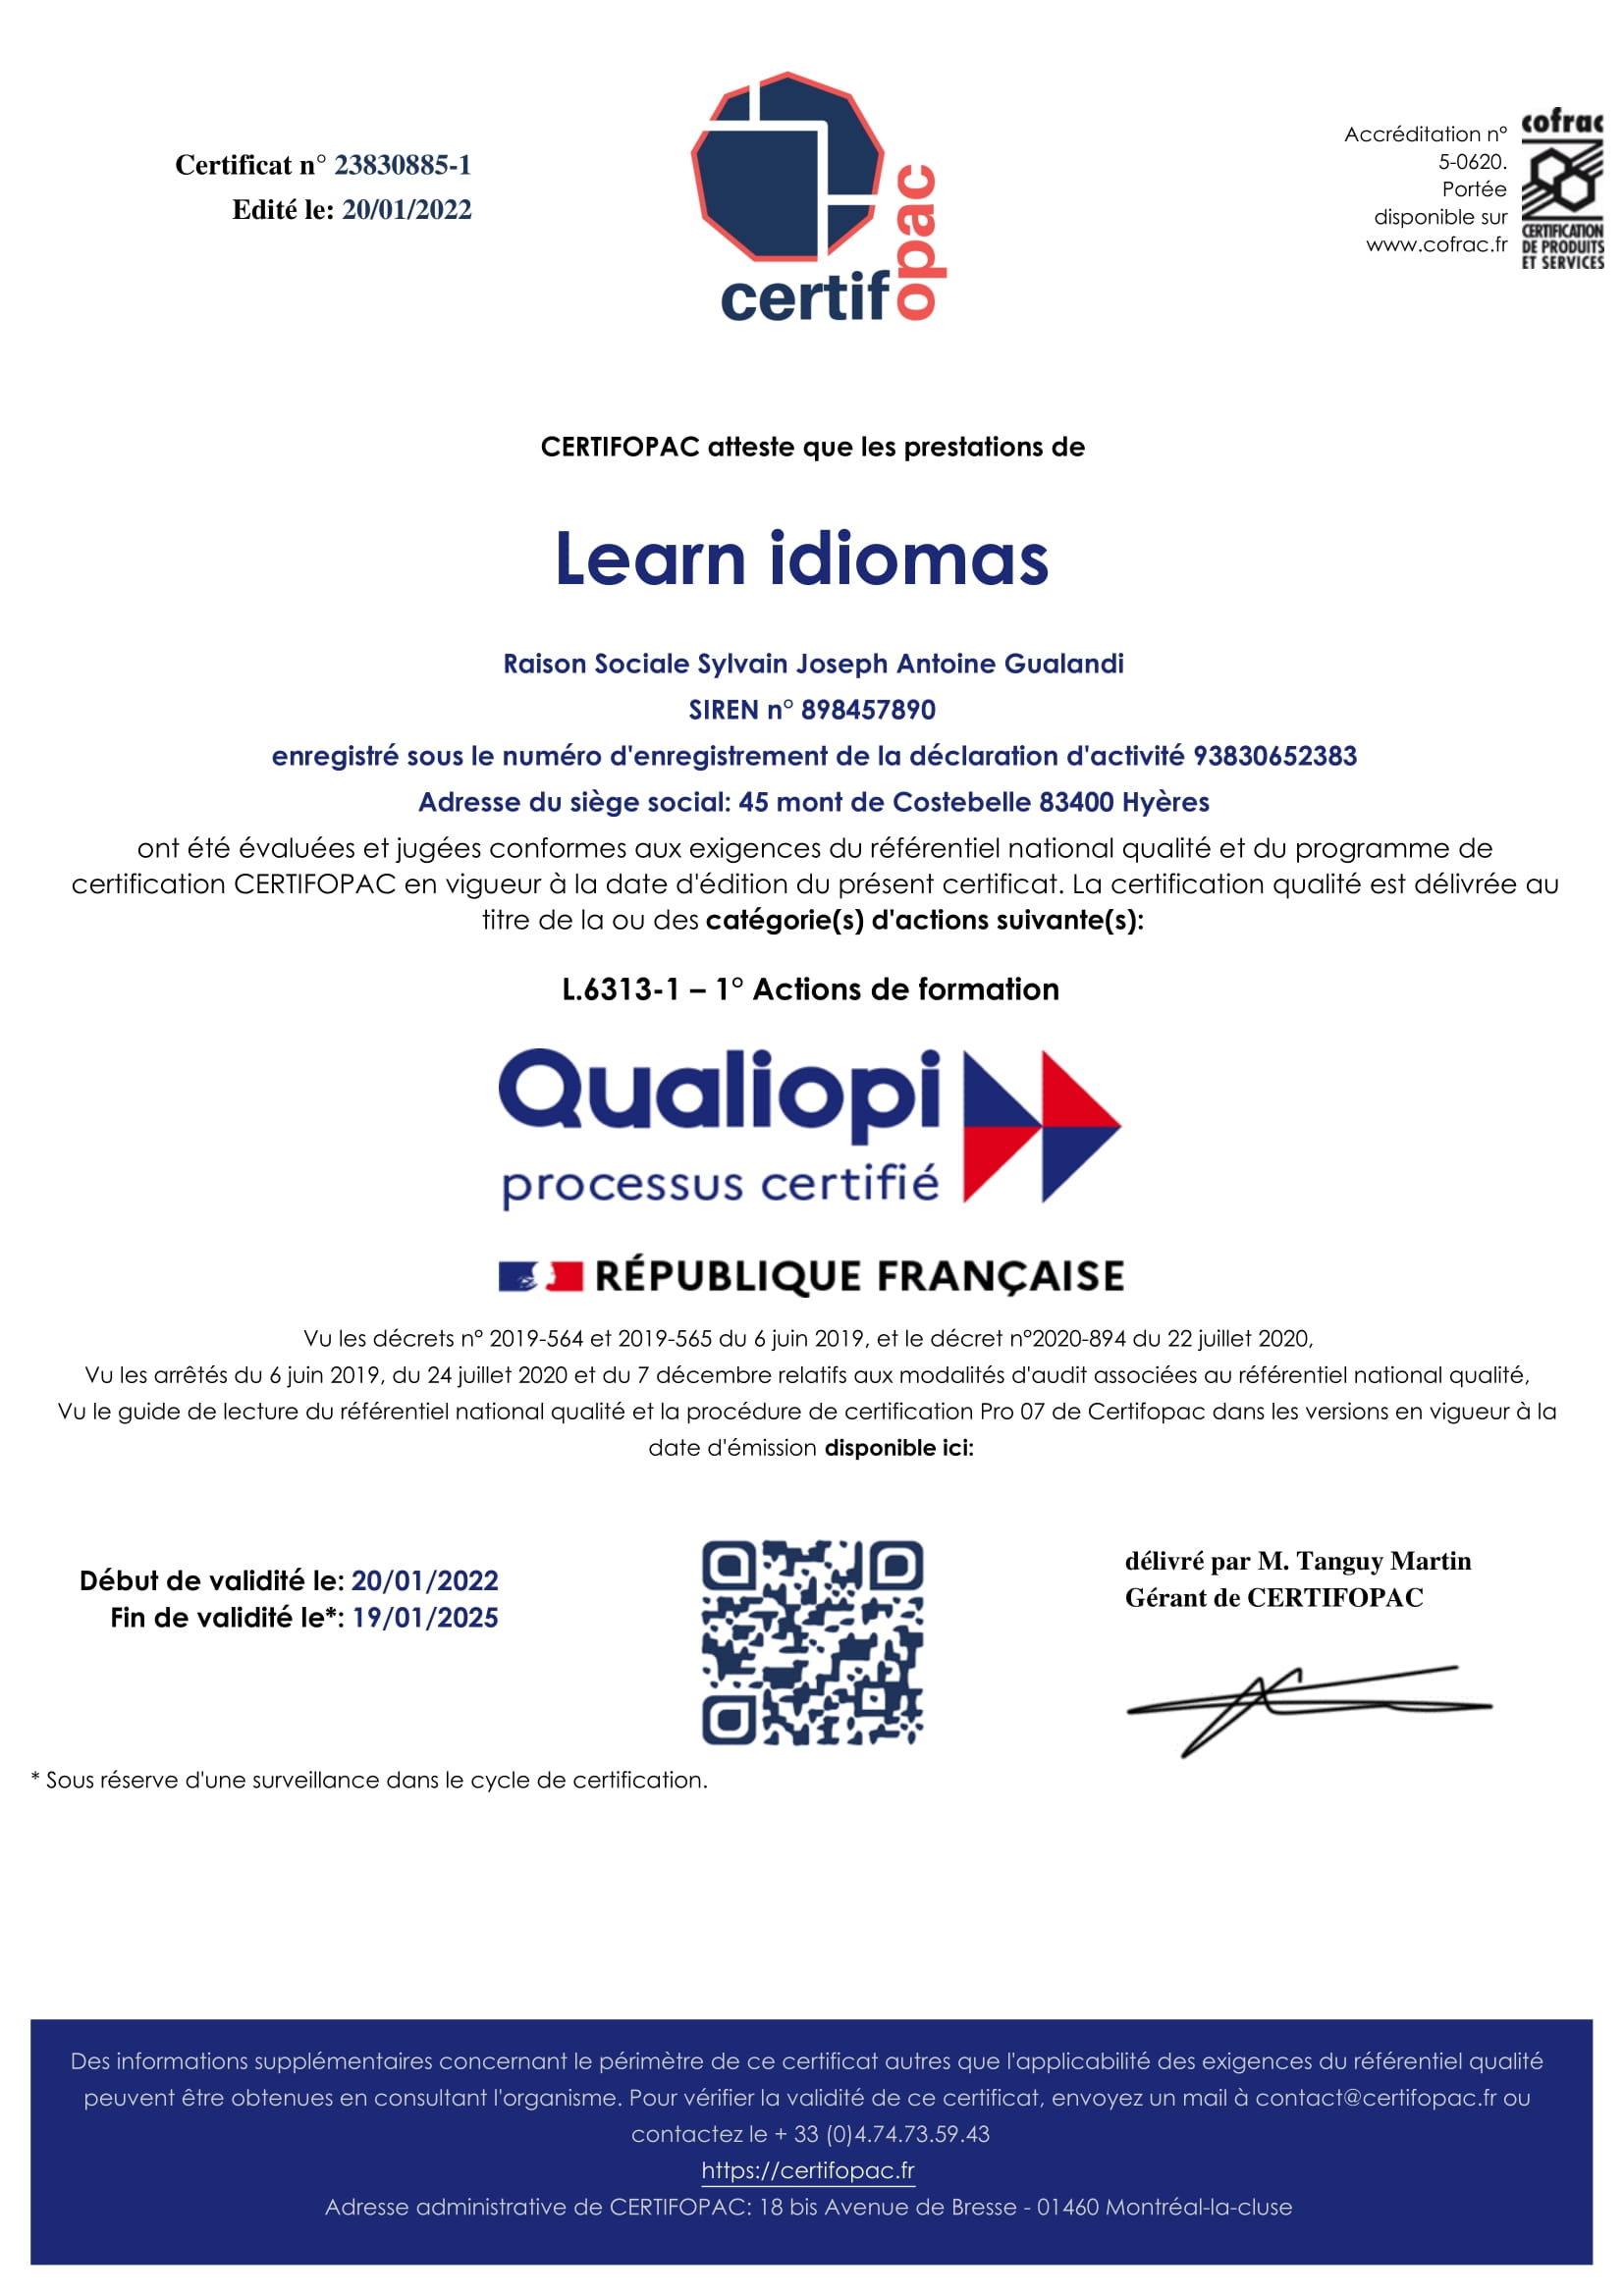 Certificat n° 23830885-1
Edité le: 20/01/2022
certifopac
Accréditation n°
5-0620.
Portée
disponible sur
www.cofrac.fr
cofrac
CERTIFICATION
DE PRODUITS
ET SERVICES
CERTIFOPAC atteste que les prestations de
Learn idiomas
Raison Sociale Sylvain Joseph Antoine Gualandi
SIREN n° 898457890
enregistré sous le numéro d'enregistrement de la déclaration d'activité 93830652383
Adresse du siège social: 45 mont de Costebelle 83400 Hyères
ont été évaluées et jugées conformes aux exigences du référentiel national qualité et du programme de
certification CERTIFOPAC en vigueur à la date d'édition du présent certificat. La certification qualité est délivrée au
titre de la ou des catégorie(s) d'actions suivante(s):
L.6313-1 – 1° Actions de formation
Qualiopi
processus certifié
RÉPUBLIQUE FRANÇAISE
Vu les décrets n° 2019-564 et 2019-565 du 6 juin 2019, et le décret n°2020-894 du 22 juillet 2020,
Vu les arrêtés du 6 juin 2019, du 24 juillet 2020 et du 7 décembre relatifs aux modalités d'audit associées au référentiel national qualité,
Vu le guide de lecture du référentiel national qualité et la procédure de certification Pro 07 de Certifopac dans les versions en vigueur à la
date d'émission disponible ici:
Début de validité le: 20/01/2022
Fin de validité le*: 19/01/2025
délivré par M. Tanguy Martin
Gérant de CERTIFOPAC
* Sous réserve d'une surveillance dans le cycle de certification.
Des informations supplémentaires concernant le périmètre de ce certificat autres que l'applicabilité des exigences du référentiel qualité
peuvent être obtenues en consultant l'organisme. Pour vérifier la validité de ce certificat, envoyez un mail à contact@certifopac.fr ou
contactez le + 33 (0)4.74.73.59.43
https://certifopac.fr
Adresse administrative de CERTIFOPAC: 18 bis Avenue de Bresse - 01460 Montréal-la-cluse